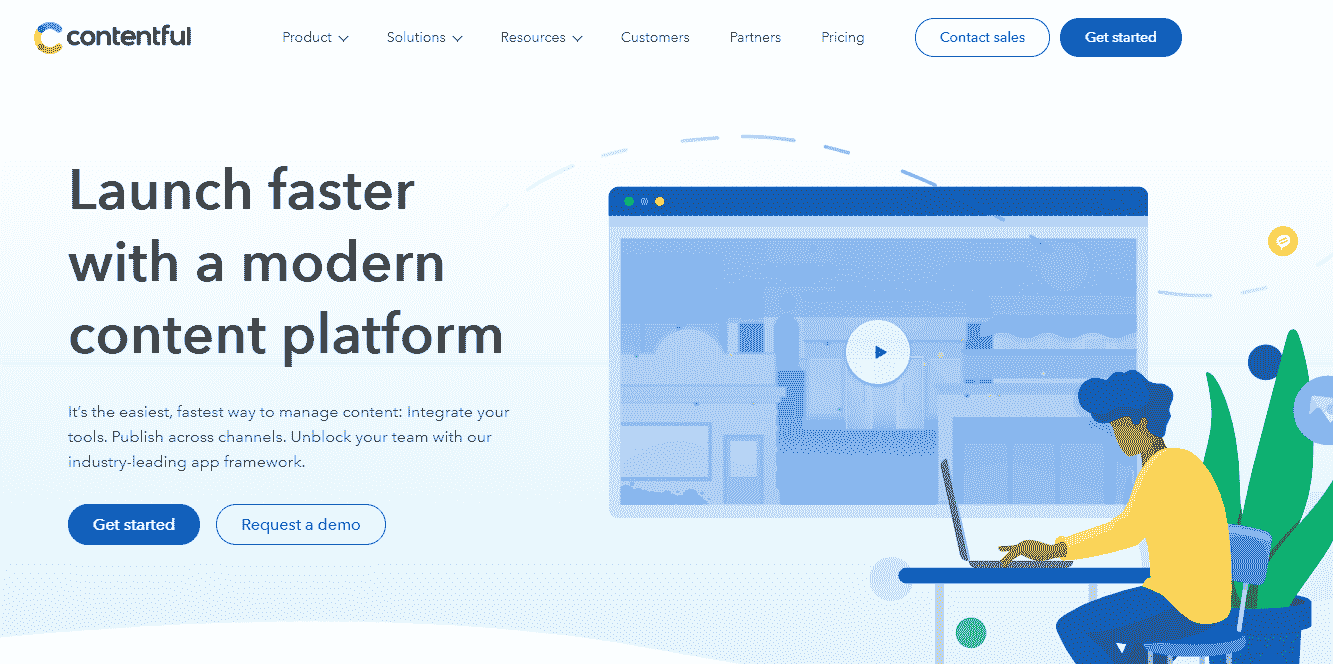 contentful
Product
Solutions
Resources
Customers
Partners
Pricing
Contact sales
Get started
Launch faster
with a modern
content platform
It's the easiest, fastest way to manage content: Integrate your
tools. Publish across channels. Unblock your team with our
industry-leading app framework.
Get started
Request a demo